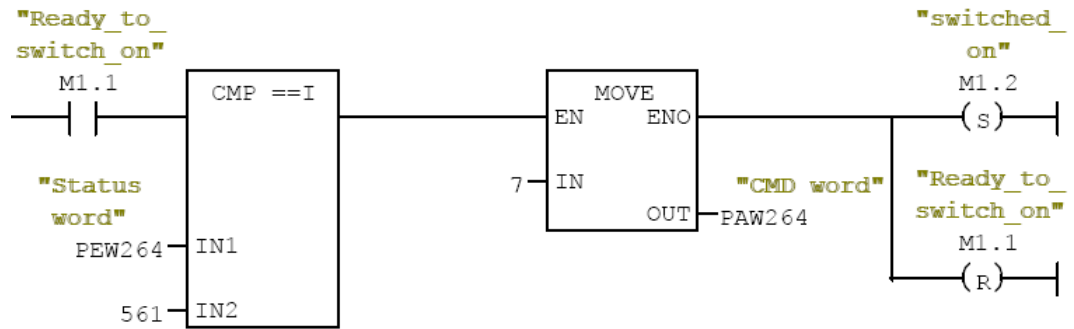 "Ready_to_
switch_on"
M1.1
CMP ==I
"Status
word"
PEW264
IN1
561
IN2
MOVE
EN
ENO
7
IN
"CMD word"
OUT
PAW264
"switched_
on"
M1.2
S
"Ready_to_
switch_on"
M1.1
R